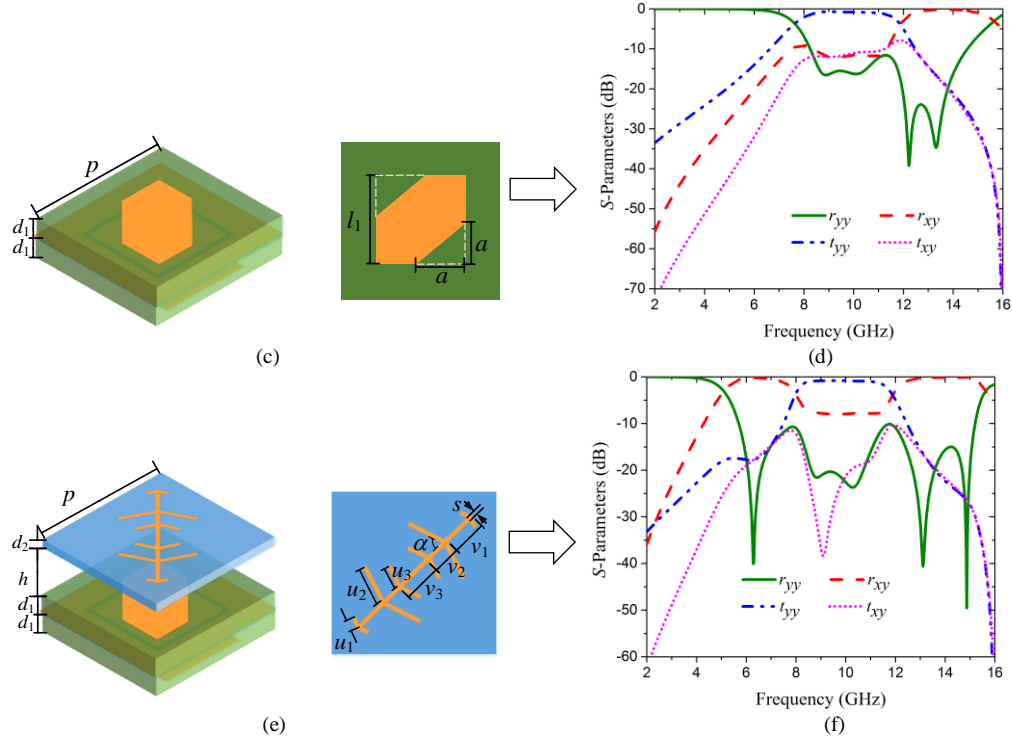 (c)
p
d1
d1
l1
a
a
S-Parameters (dB)
0
-10
-20
-30
-40
-50
-60
-70
ryy
rxy
tyy
txy
2 4 6 8 10 12 14 16
Frequency (GHz)
(d)
(e)
p
d2
h
d1
d1
s
α
v1
v2
v3
u3
u2
u1
S-Parameters (dB)
0
-10
-20
-30
-40
-50
-60
ryy
rxy
tyy
txy
2 4 6 8 10 12 14 16
Frequency (GHz)
(f)